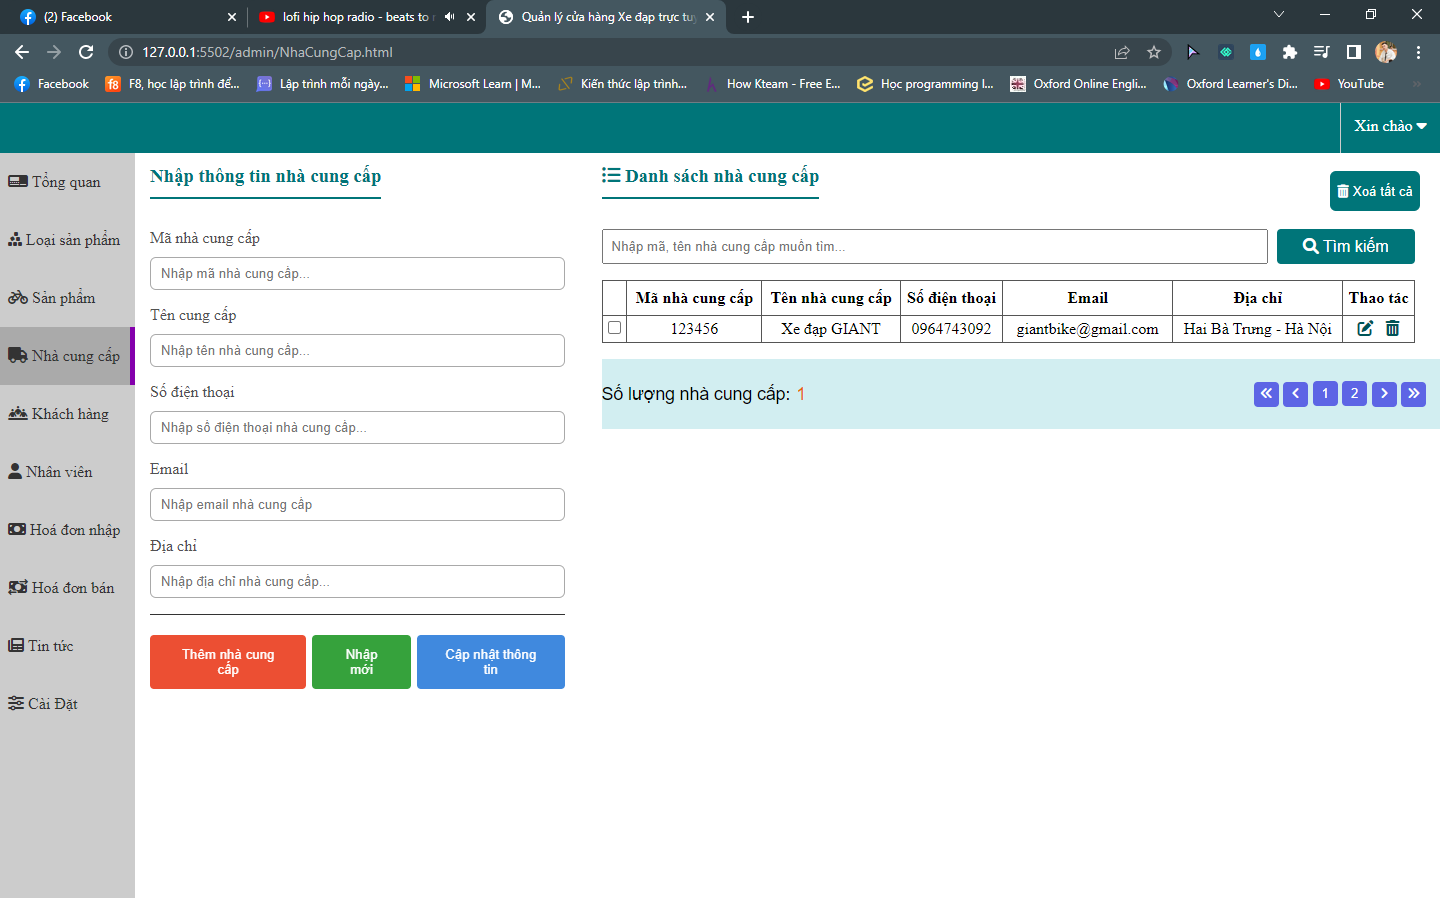 (2) Facebook
lofi hip hop radio - beats to r
Quản lý cửa hàng Xe đạp trực tu
127.0.0.1:5502/admin/NhaCungCap.html
Facebook
F8, học lập trình để...
Lập trình mỗi ngày...
Microsoft Learn | M...
Kiến thức lập trình...
How Kteam - Free E...
Học programming I...
Oxford Online Engli...
Oxford Learner's Di...
YouTube
Xin chào
Tổng quan
Loại sản phẩm
Sản phẩm
Nhà cung cấp
Khách hàng
Nhân viên
Hoá đơn nhập
Hoá đơn bán
Tin tức
Cài Đặt
Nhập thông tin nhà cung cấp
Mã nhà cung cấp
Nhập mã nhà cung cấp...
Tên cung cấp
Nhập tên nhà cung cấp...
Số điện thoại
Nhập số điện thoại nhà cung cấp...
Email
Nhập email nhà cung cấp
Địa chỉ
Nhập địa chỉ nhà cung cấp...
Thêm nhà cung
cấp
Nhập
mới
Cập nhật thông
tin
Danh sách nhà cung cấp
Xoá tất cả
Nhập mã, tên nhà cung cấp muốn tìm...
Tìm kiếm
Mã nhà cung cấp Tên nhà cung cấp Số điện thoại Email Địa chỉ Thao tác
123456 Xe đạp GIANT 0964743092 giantbike@gmail.com Hai Bà Trưng - Hà Nội
Số lượng nhà cung cấp: 1
1 2